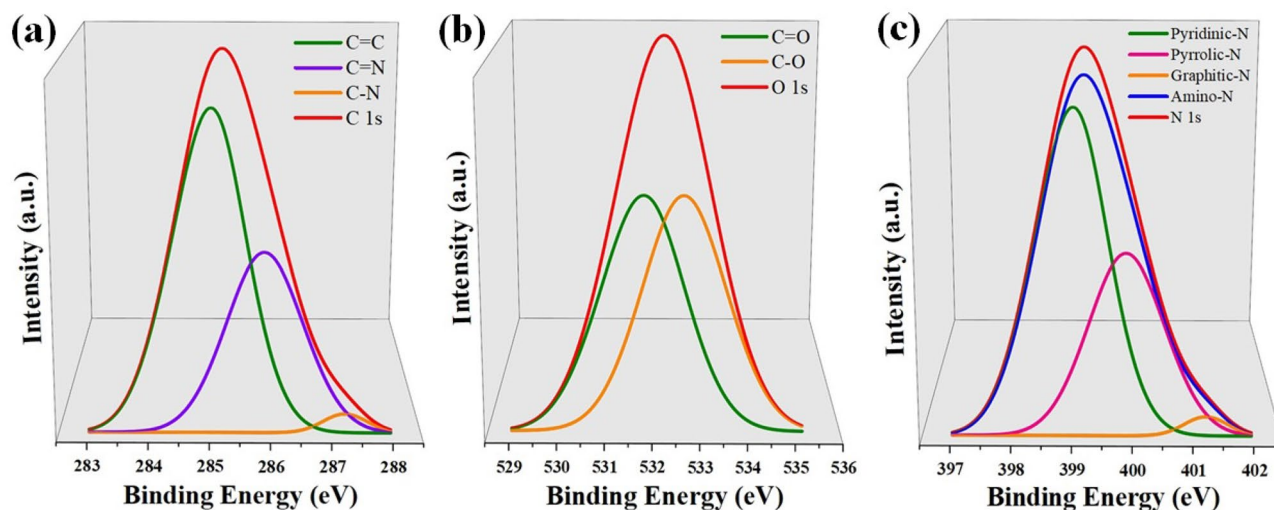 (a)
C=C
C=N
C-N
C 1s
Intensity (a.u.)
283 284 285 286 287 288
Binding Energy (eV)
(b)
C=O
C-O
O 1s
Intensity (a.u.)
529 530 531 532 533 534 535 536
Binding Energy (eV)
(c)
Pyridinic-N
Pyrrolic-N
Graphitic-N
Amino-N
N 1s
Intensity (a.u.)
397 398 399 400 401 402
Binding Energy (eV)